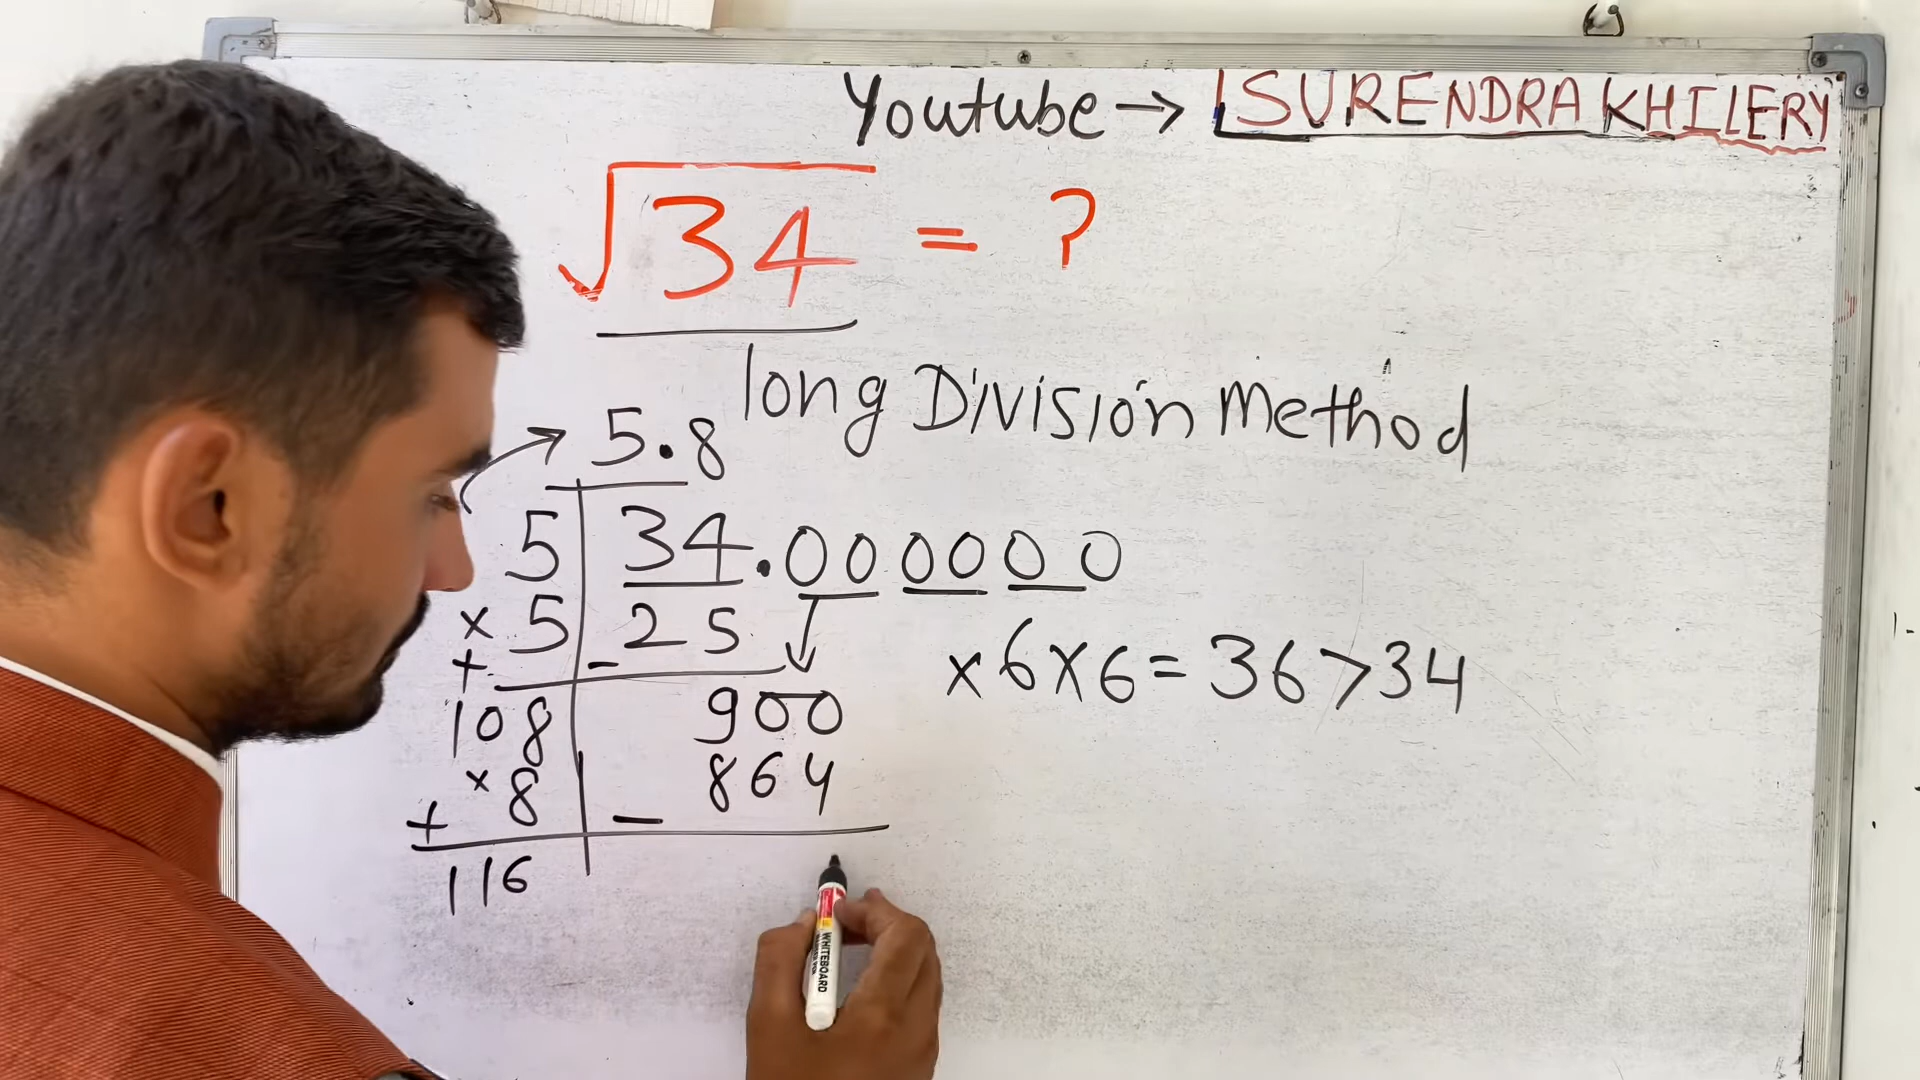 Youtube → SURENDRA KHILERY
√34 = ?
long Division Method
5.8
5 34.000000
× 5 - 25
+
108 900
×6×6=36>34
× 8 - 864
+
116
WHITEBOARD